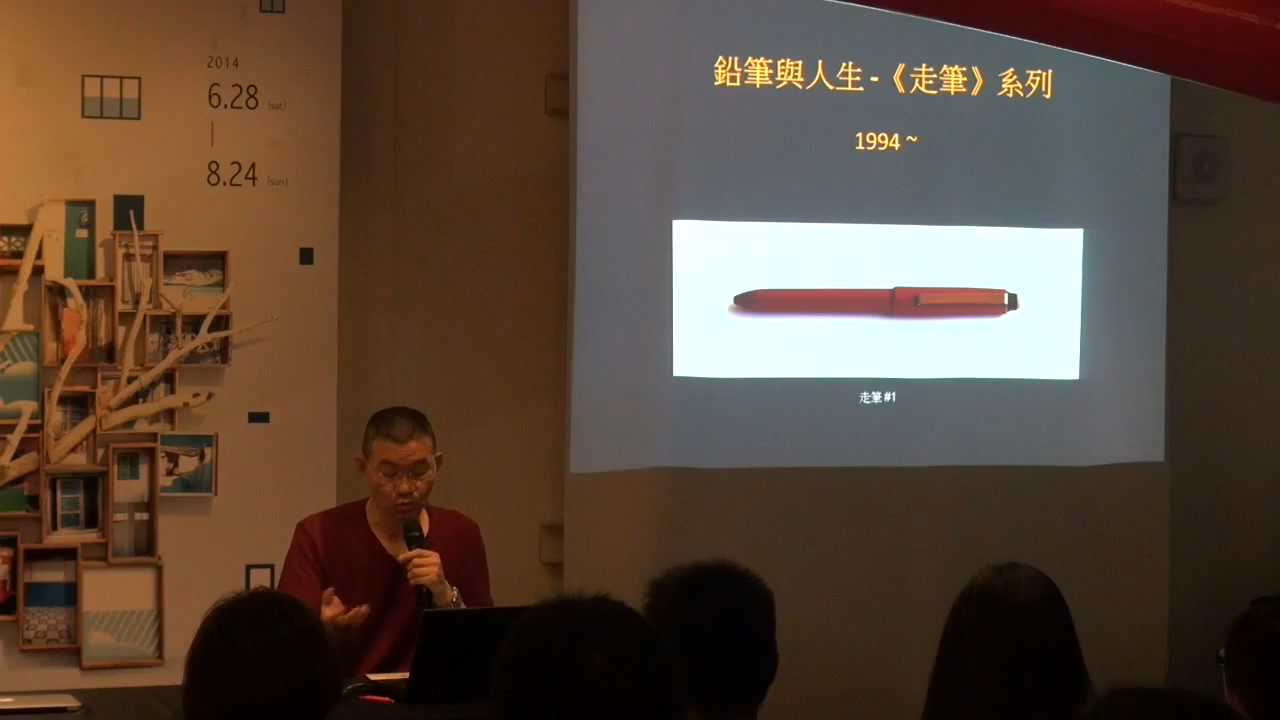 2014
6.28 (sat)
8.24 (sun)
鉛筆與人生 -《走筆》系列
1994 ~
走筆 #1